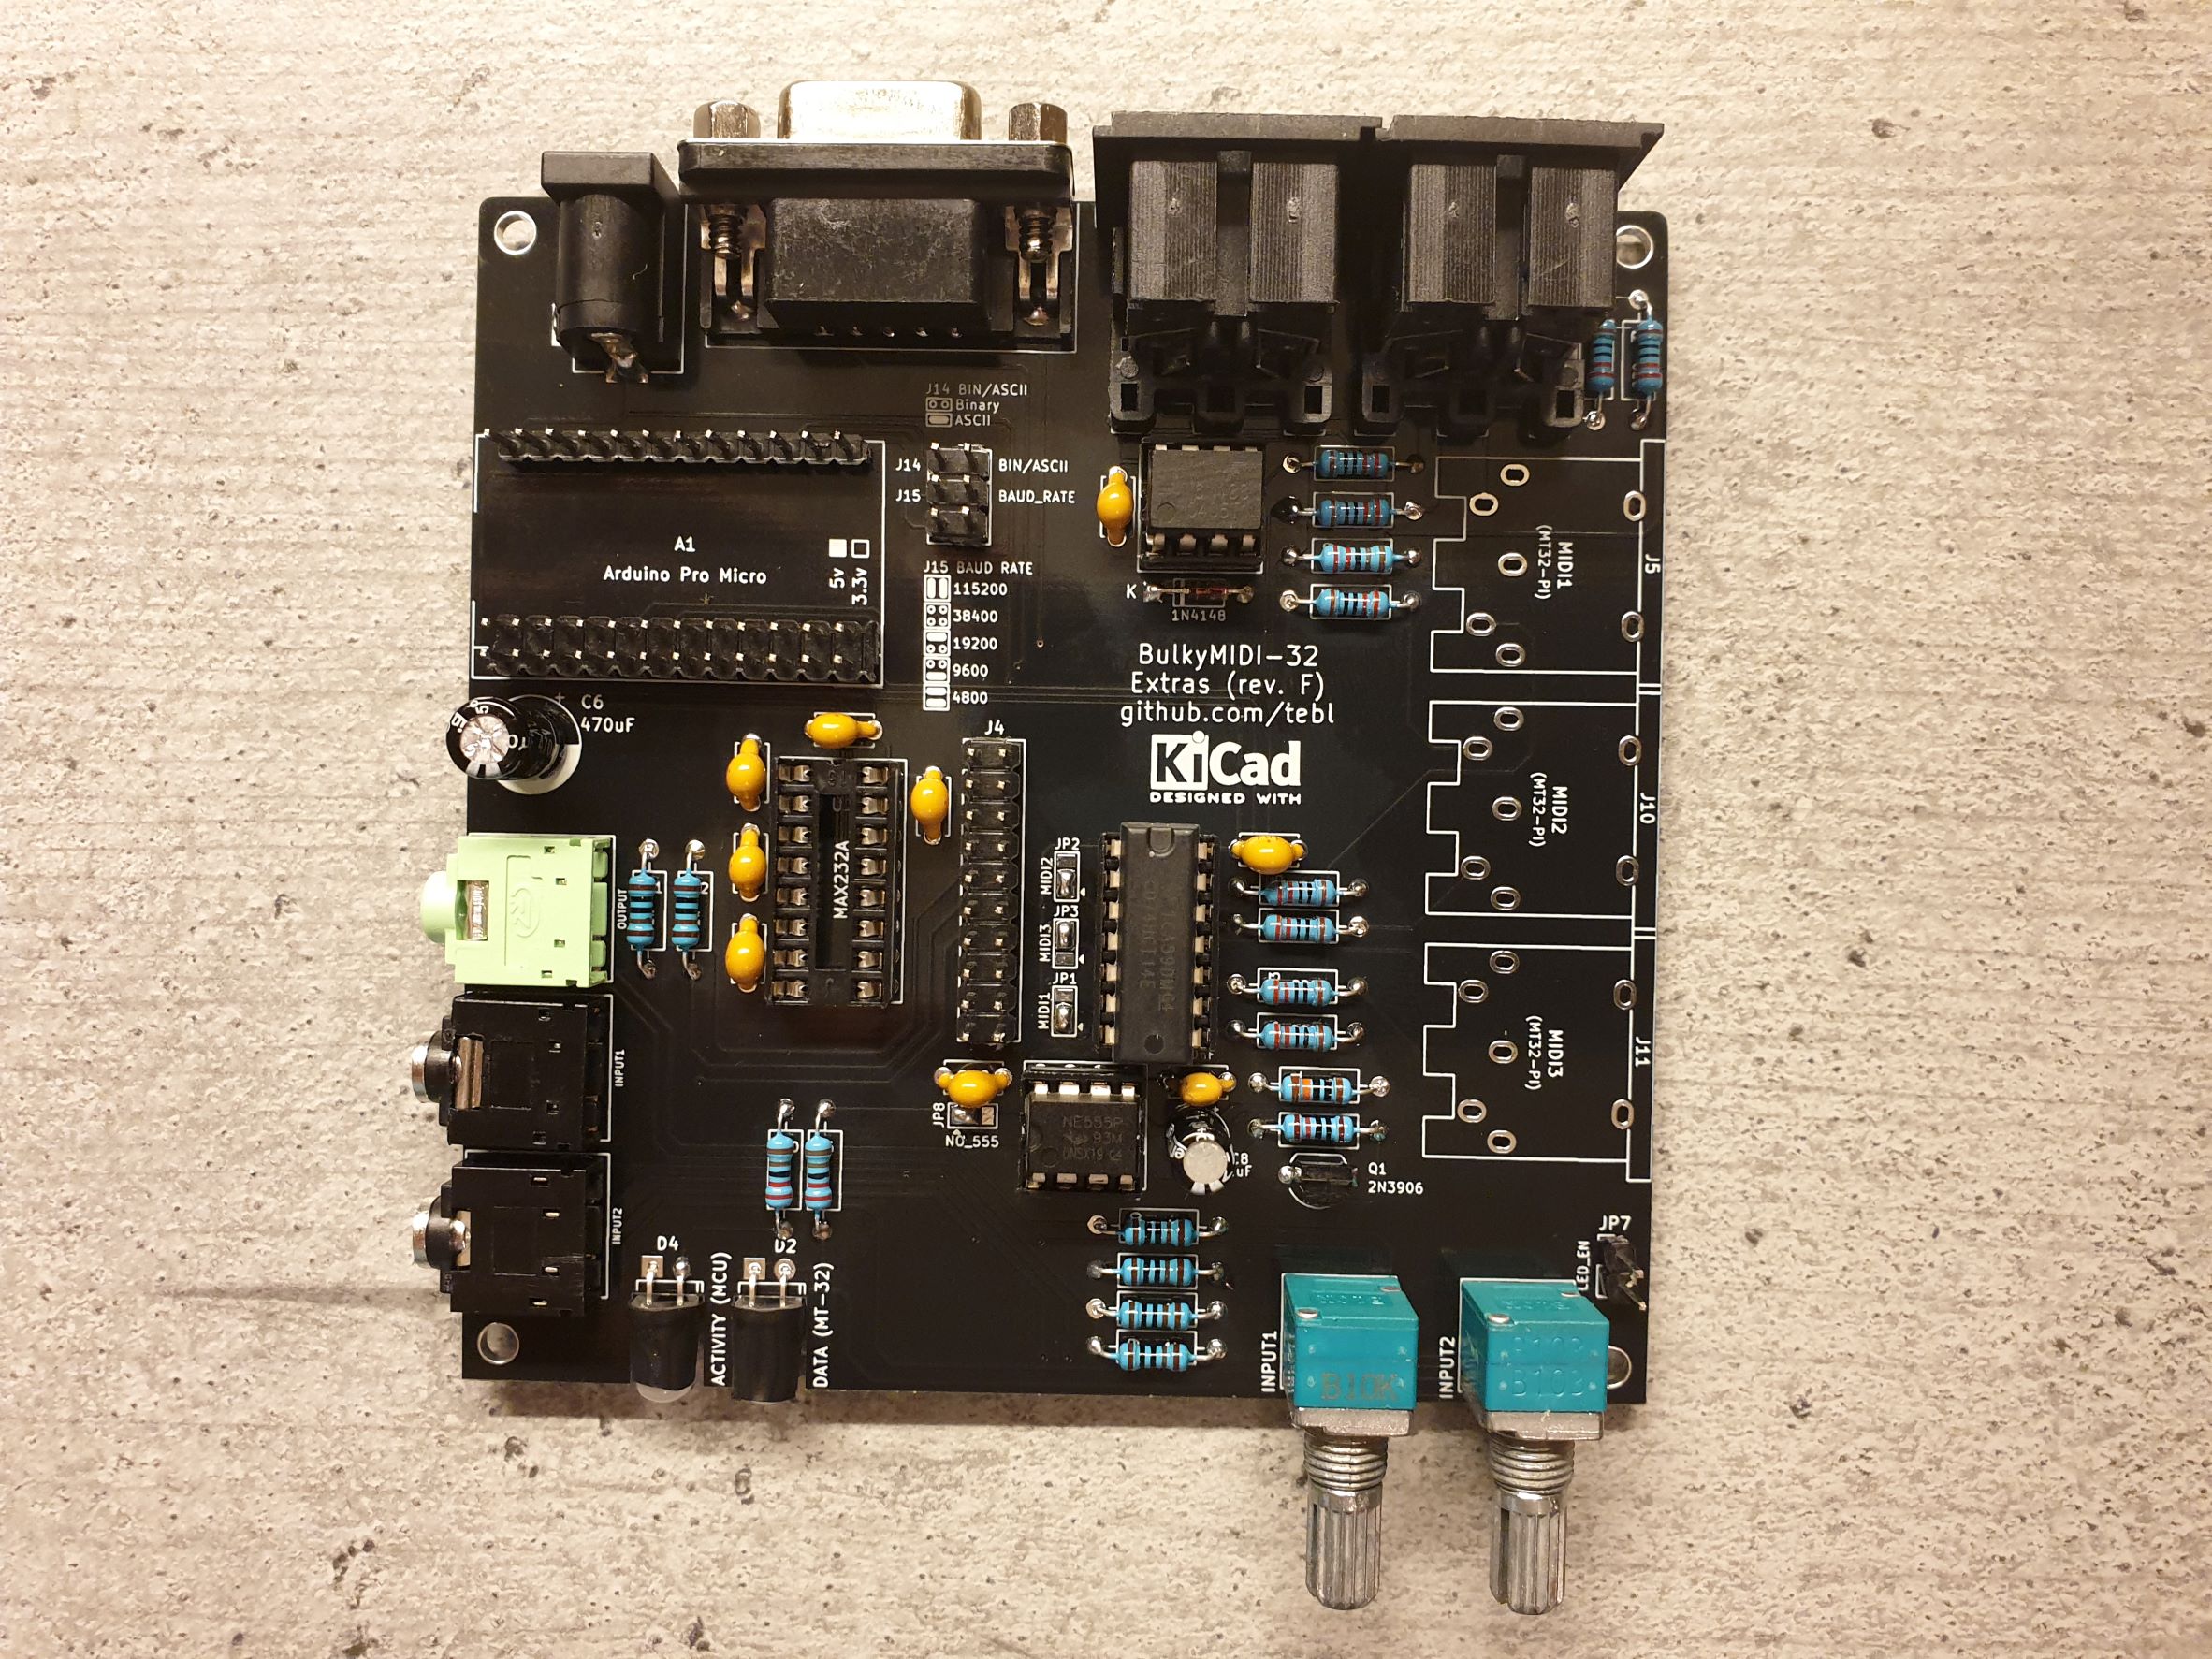 J14 BIN/ASCII
Binary
ASCII
J14
BIN/ASCII
J15
BAUD_RATE
A1
Arduino Pro Micro
5v
3.3v
J15 BAUD RATE
115200
38400
19200
9600
4800
K
1N4148
BulkyMIDI-32
Extras (rev. F)
github.com/tebl
KiCad
DESIGNED WITH
J5
MIDI1
(MT32-PI)
J10
MIDI2
(MT32-PI)
J11
MIDI3
(MT32-PI)
+
C6
470uF
J4
MAX232A
JP2
MIDI2
JP3
MIDI3
JP1
MIDI1
OUTPUT
INPUT1
INPUT2
JP8
NO_555
NE555P
93M
Q1
2N3906
D4
ACTIVITY (MCU)
D2
DATA (MT-32)
JP7
LED_EN
INPUT1
B10K
INPUT2
B103